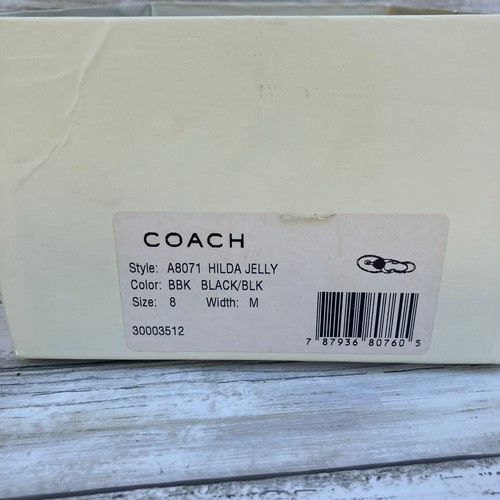 COACH
Style: A8071 HILDA JELLY
Color: BBK BLACK/BLK
Size: 8 Width: M
30003512
7 87936 80760 5